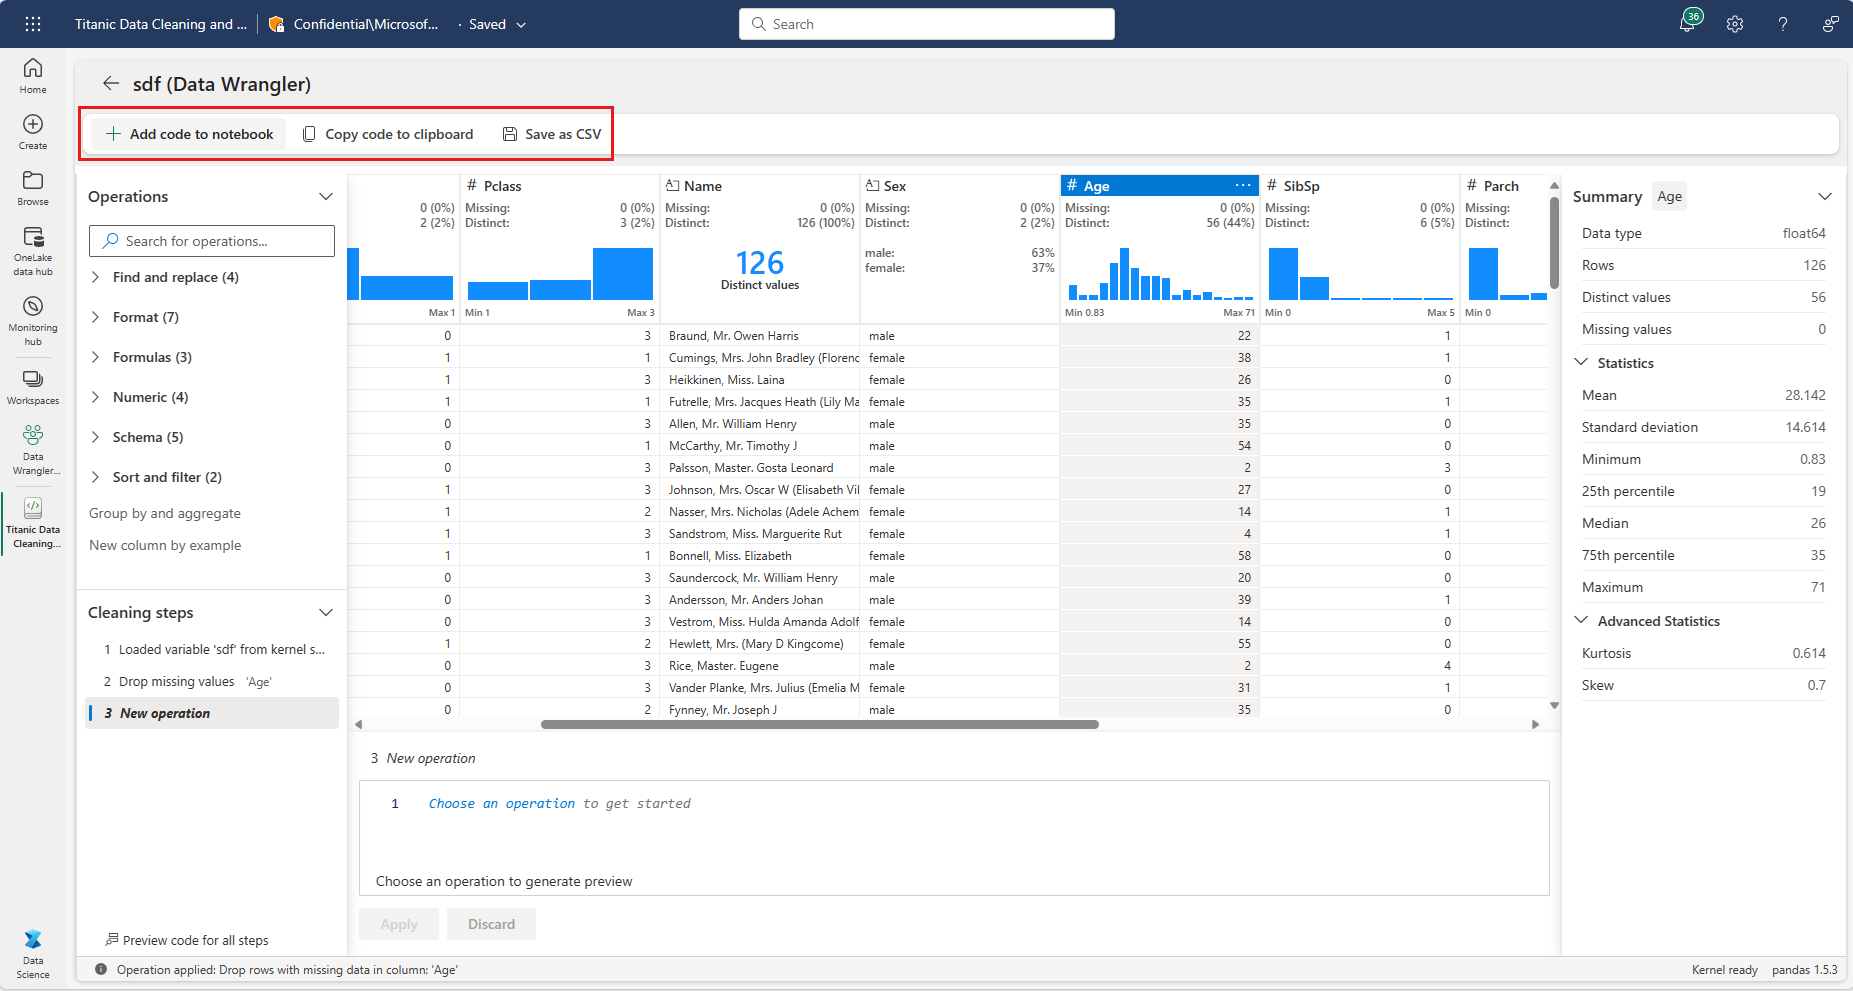 Titanic Data Cleaning and ...
Confidential\Microsof...
· Saved
Search
36
Home
Create
Browse
OneLake
data hub
Monitoring
hub
Workspaces
Data
Wrangler...
Titanic Data
Cleaning...
Data
Science
sdf (Data Wrangler)
Add code to notebook
Copy code to clipboard
Save as CSV
Operations
Search for operations...
Find and replace (4)
Format (7)
Formulas (3)
Numeric (4)
Schema (5)
Sort and filter (2)
Group by and aggregate
New column by example
Cleaning steps
1 Loaded variable 'sdf' from kernel s...
2 Drop missing values 'Age'
3 New operation
Preview code for all steps
# Pclass Name Sex # Age ··· # SibSp # Parch
0 (0%) Missing: 0 (0%) Missing: 0 (0%) Missing: 0 (0%) Missing: 0 (0%) Missing: 0 (0%) Missing:
2 (2%) Distinct: 3 (2%) Distinct: 126 (100%) Distinct: 2 (2%) Distinct: 56 (44%) Distinct: 6 (5%) Distinct:
126
Distinct values
male: 63%
female: 37%
Max 1 Min 1 Max 3 Min 0.83 Max 71 Min 0 Max 5 Min 0
0 3 Braund, Mr. Owen Harris male 22 1
1 1 Cumings, Mrs. John Bradley (Florenc female 38 1
1 3 Heikkinen, Miss. Laina female 26 0
1 1 Futrelle, Mrs. Jacques Heath (Lily Ma female 35 1
0 3 Allen, Mr. William Henry male 35 0
0 1 McCarthy, Mr. Timothy J male 54 0
0 3 Palsson, Master. Gosta Leonard male 2 3
1 3 Johnson, Mrs. Oscar W (Elisabeth Vil female 27 0
1 2 Nasser, Mrs. Nicholas (Adele Achem female 14 1
1 3 Sandstrom, Miss. Marguerite Rut female 4 1
1 1 Bonnell, Miss. Elizabeth female 58 0
0 3 Saundercock, Mr. William Henry male 20 0
0 3 Andersson, Mr. Anders Johan male 39 1
0 3 Vestrom, Miss. Hulda Amanda Adolf female 14 0
1 2 Hewlett, Mrs. (Mary D Kingcome) female 55 0
0 3 Rice, Master. Eugene male 2 4
0 3 Vander Planke, Mrs. Julius (Emelia M female 31 1
0 2 Fynney, Mr. Joseph J male 35 0
3 New operation
1 Choose an operation to get started
Choose an operation to generate preview
Apply
Discard
Summary Age
Data type float64
Rows 126
Distinct values 56
Missing values 0
Statistics
Mean 28.142
Standard deviation 14.614
Minimum 0.83
25th percentile 19
Median 26
75th percentile 35
Maximum 71
Advanced Statistics
Kurtosis 0.614
Skew 0.7
Operation applied: Drop rows with missing data in column: 'Age'
Kernel ready pandas 1.5.3